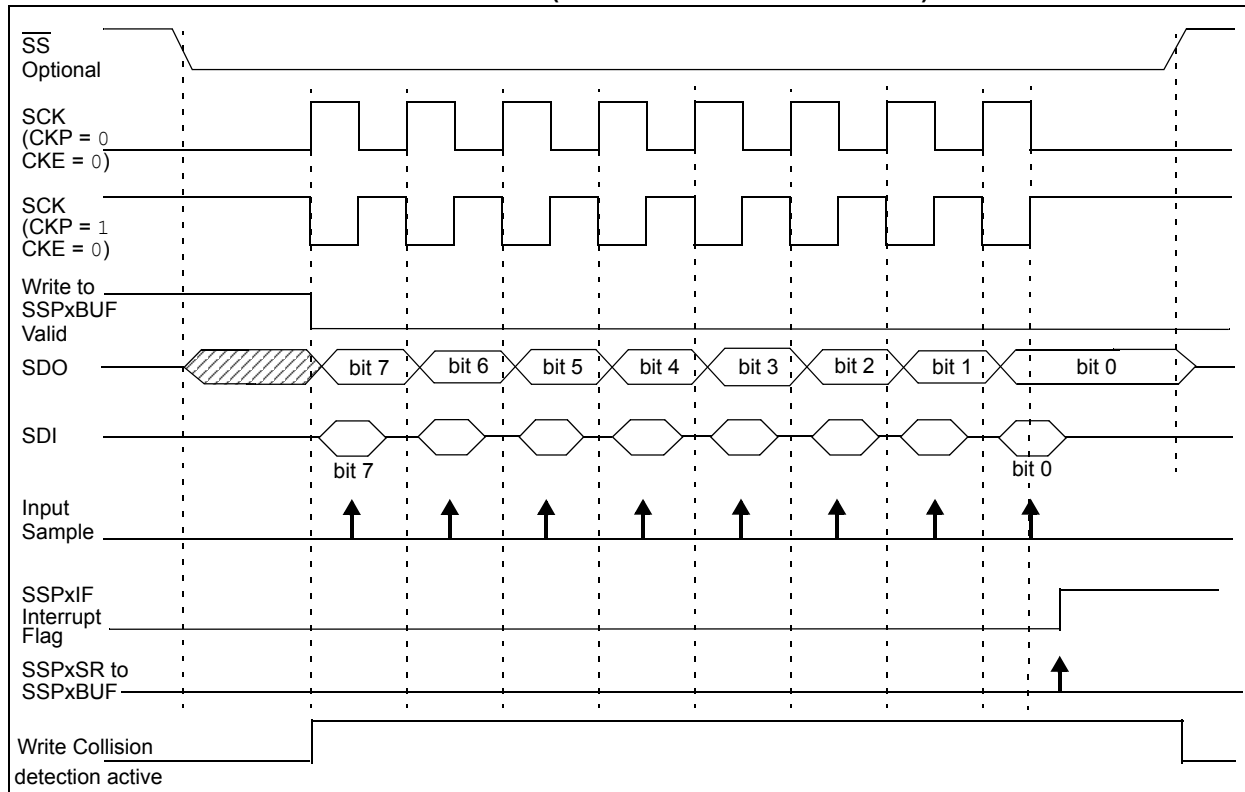 SS
Optional
SCK
(CKP = 0
CKE = 0)
SCK
(CKP = 1
CKE = 0)
Write to
SSPxBUF
Valid
SDO
bit 7
bit 6
bit 5
bit 4
bit 3
bit 2
bit 1
bit 0
SDI
bit 7
bit 0
Input
Sample
SSPxIF
Interrupt
Flag
SSPxSR to
SSPxBUF
Write Collision
detection active